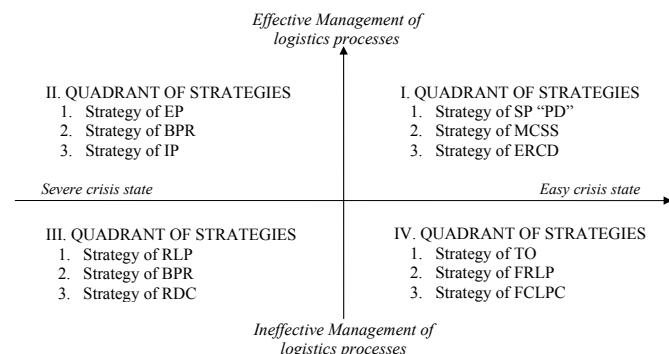 Effective Management of
logistics processes
II. QUADRANT OF STRATEGIES
1. Strategy of EP
2. Strategy of BPR
3. Strategy of IP
I. QUADRANT OF STRATEGIES
1. Strategy of SP “PD”
2. Strategy of MCSS
3. Strategy of ERCD
Severe crisis state
Easy crisis state
III. QUADRANT OF STRATEGIES
1. Strategy of RLP
2. Strategy of BPR
3. Strategy of RDC
IV. QUADRANT OF STRATEGIES
1. Strategy of TO
2. Strategy of FRLP
3. Strategy of FCLPC
Ineffective Management of
logistics processes